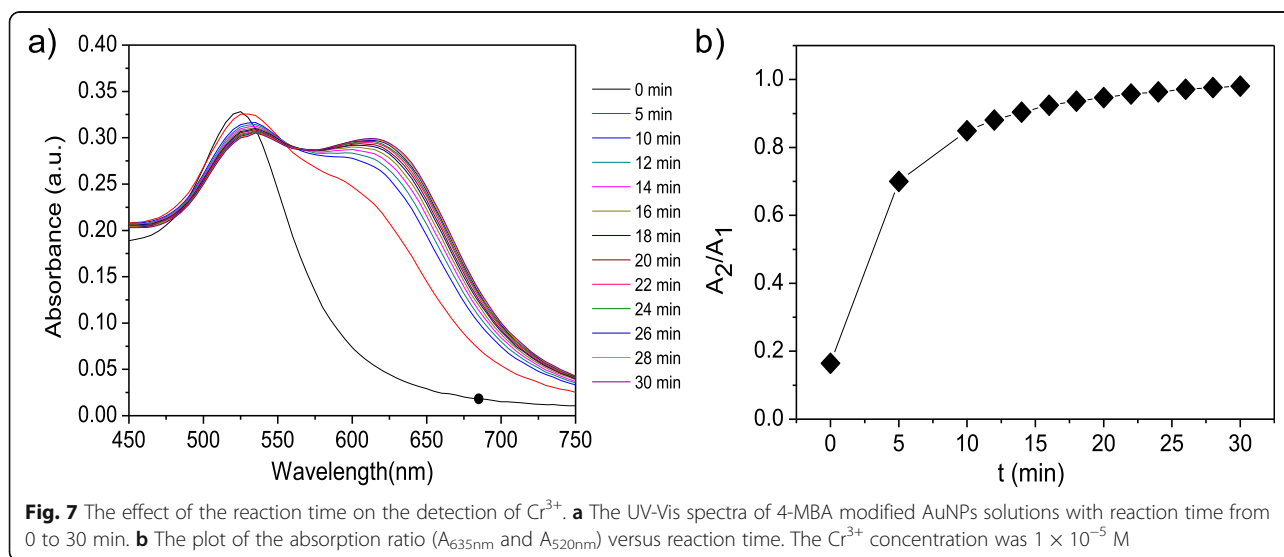 a)
0.40
0.35
0.30
0.25
0.20
0.15
0.10
0.05
0.00
Absorbance (a.u.)
450 500 550 600 650 700 750
Wavelength(nm)
0 min
5 min
10 min
12 min
14 min
16 min
18 min
20 min
22 min
24 min
26 min
28 min
30 min
b)
1.0
0.8
0.6
0.4
0.2
0.0
A₂/A₁
0 5 10 15 20 25 30
t (min)
Fig. 7 The effect of the reaction time on the detection of Cr³⁺. a The UV-Vis spectra of 4-MBA modified AuNPs solutions with reaction time from
0 to 30 min. b The plot of the absorption ratio (A₆₃₅ₙₘ and A₅₂₀ₙₘ) versus reaction time. The Cr³⁺ concentration was 1 × 10⁻⁵ M